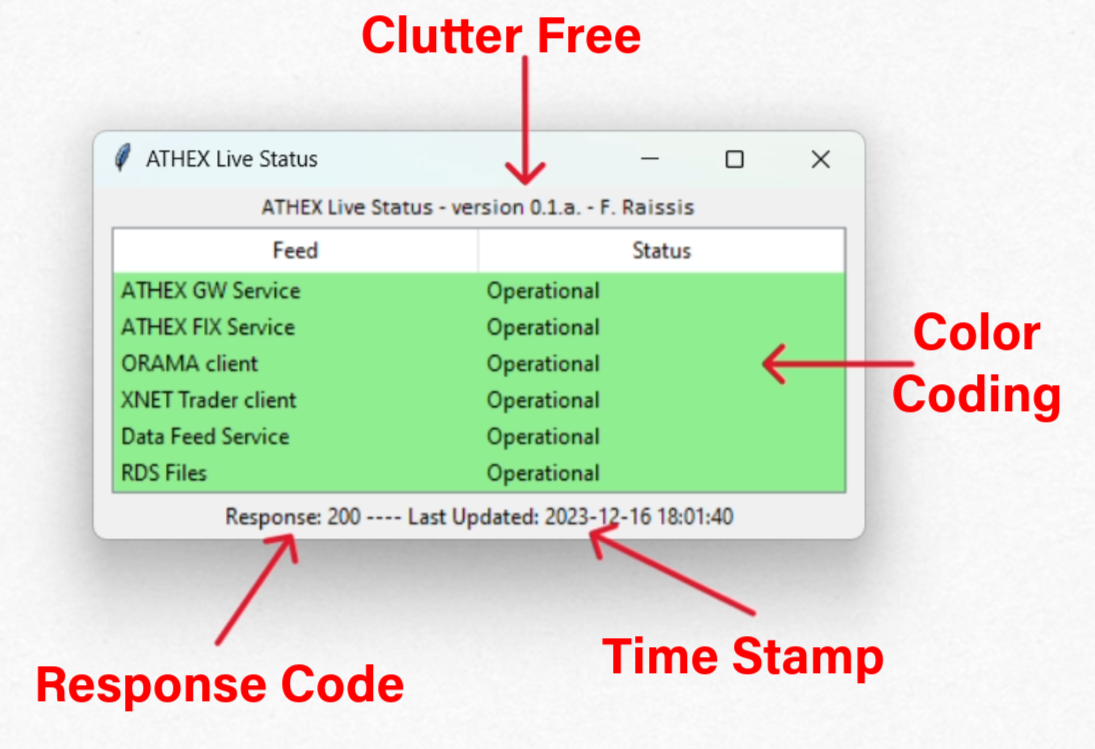 Clutter Free
ATHEX Live Status
ATHEX Live Status - version 0.1.a. - F. Raissis
Feed Status
ATHEX GW Service Operational
ATHEX FIX Service Operational
ORAMA client Operational
XNET Trader client Operational
Data Feed Service Operational
RDS Files Operational
Response: 200 ---- Last Updated: 2023-12-16 18:01:40
Color
Coding
Response Code
Time Stamp